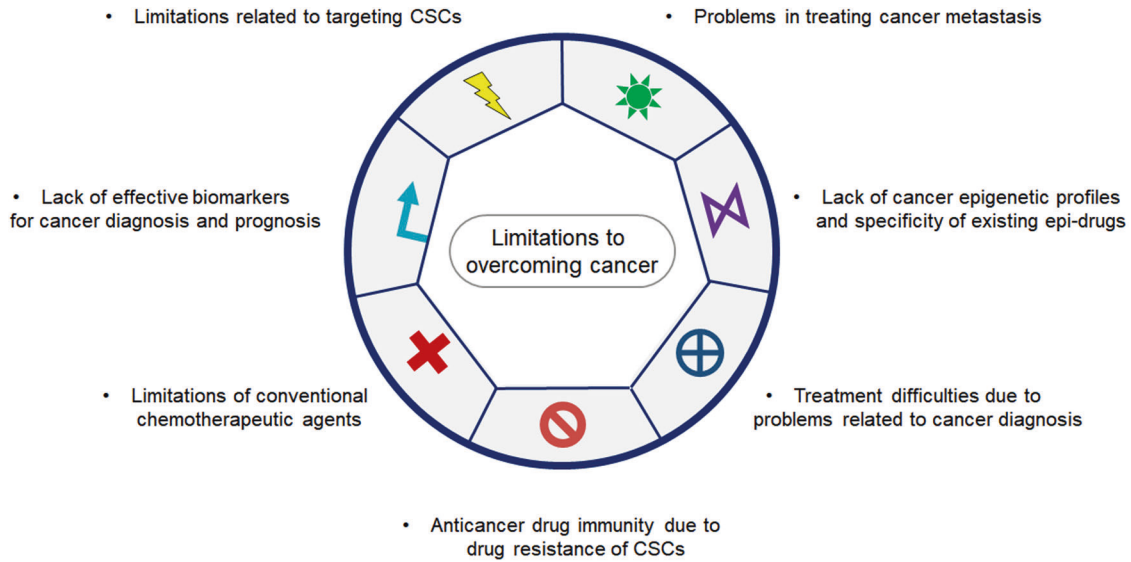 • Limitations related to targeting CSCs
• Problems in treating cancer metastasis
• Lack of effective biomarkers
for cancer diagnosis and prognosis
• Lack of cancer epigenetic profiles
and specificity of existing epi-drugs
Limitations to
overcoming cancer
• Limitations of conventional
chemotherapeutic agents
• Treatment difficulties due to
problems related to cancer diagnosis
• Anticancer drug immunity due to
drug resistance of CSCs